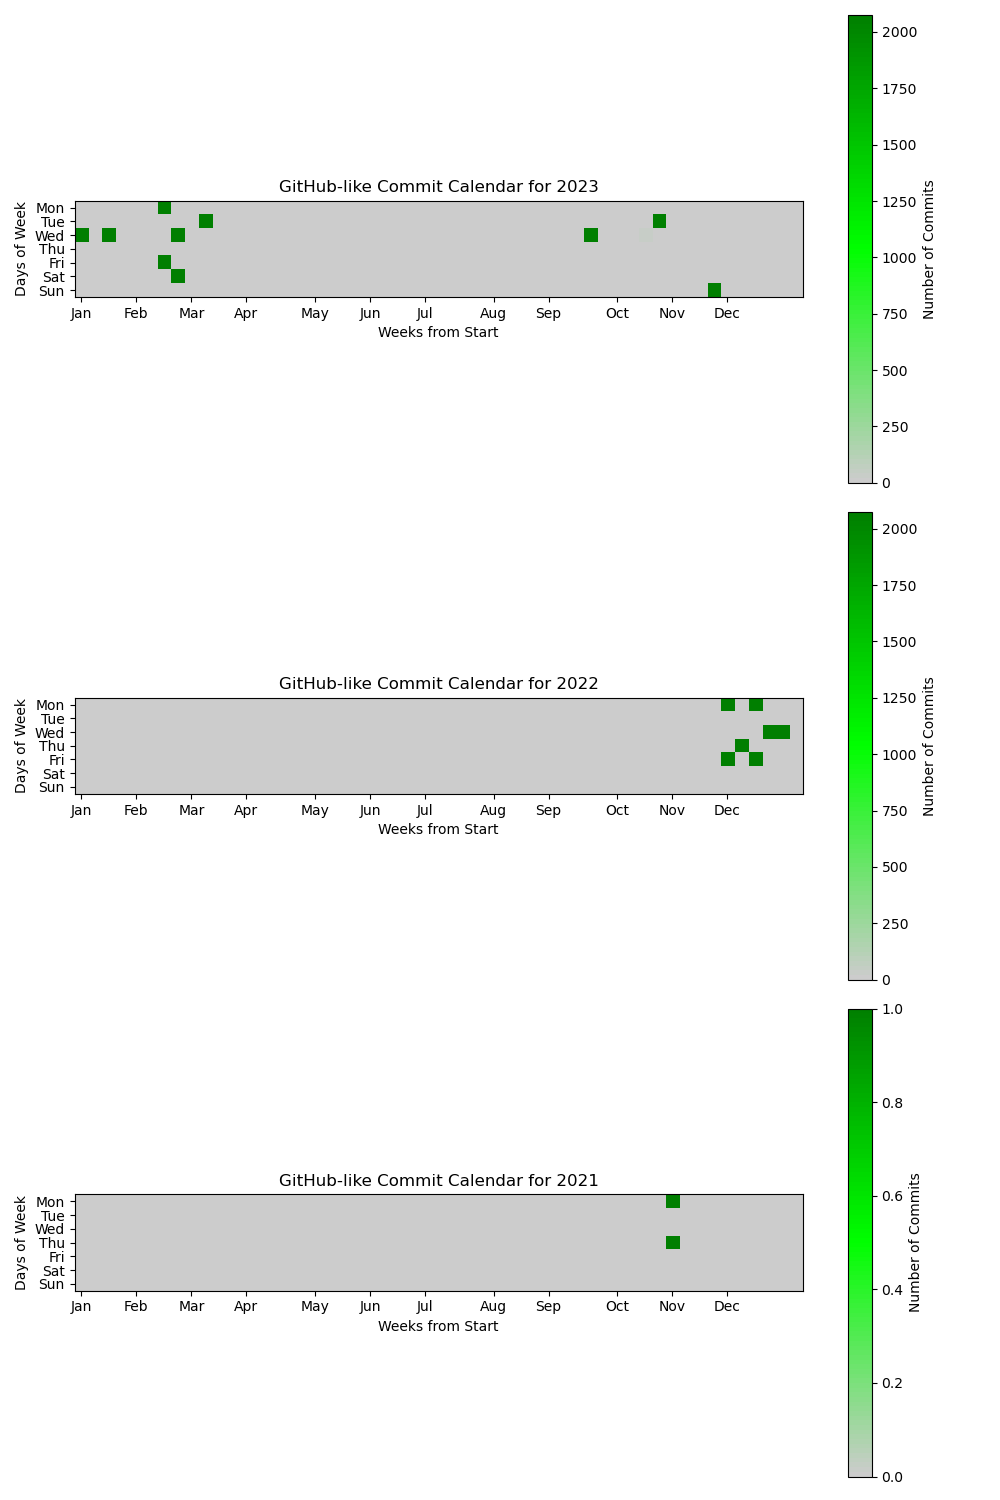 GitHub-like Commit Calendar for 2023
Days of Week
Mon
Tue
Wed
Thu
Fri
Sat
Sun
Jan Feb Mar Apr May Jun Jul Aug Sep Oct Nov Dec
Weeks from Start
2000
1750
1500
1250
1000
750
500
250
0
Number of Commits
GitHub-like Commit Calendar for 2022
Days of Week
Mon
Tue
Wed
Thu
Fri
Sat
Sun
Jan Feb Mar Apr May Jun Jul Aug Sep Oct Nov Dec
Weeks from Start
2000
1750
1500
1250
1000
750
500
250
0
Number of Commits
GitHub-like Commit Calendar for 2021
Days of Week
Mon
Tue
Wed
Thu
Fri
Sat
Sun
Jan Feb Mar Apr May Jun Jul Aug Sep Oct Nov Dec
Weeks from Start
1.0
0.8
0.6
0.4
0.2
0.0
Number of Commits